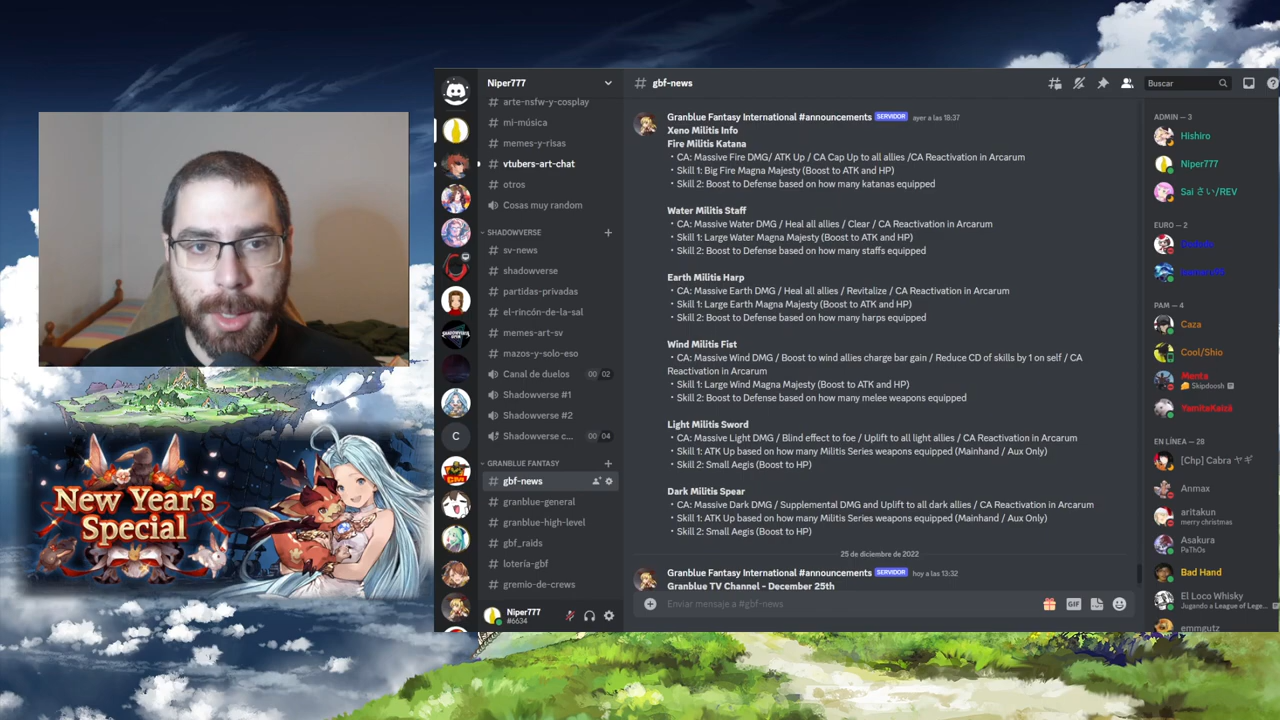 New Year's
Special
Niper777
# arte-nsfw-y-cosplay
# mi-música
# memes-y-risas
# vtubers-art-chat
# otros
Cosas muy random
SHADOWVERSE
# sv-news
# shadowverse
# partidas-privadas
# el-rincón-de-la-sal
# memes-art-sv
# mazos-y-solo-eso
Canal de duelos 00 02
Shadowverse #1
Shadowverse #2
Shadowverse c... 00 04
GRANBLUE FANTASY
# gbf-news
# granblue-general
# granblue-high-level
# gbf_raids
# lotería-gbf
# gremio-de-crews
Niper777
#6634
C
# gbf-news
Buscar
Granblue Fantasy International #announcements SERVIDOR ayer a las 18:37
Xeno Militis Info
Fire Militis Katana
・CA: Massive Fire DMG/ ATK Up / CA Cap Up to all allies /CA Reactivation in Arcarum
・Skill 1: Big Fire Magna Majesty (Boost to ATK and HP)
・Skill 2: Boost to Defense based on how many katanas equipped
Water Militis Staff
・CA: Massive Water DMG / Heal all allies / Clear / CA Reactivation in Arcarum
・Skill 1: Large Water Magna Majesty (Boost to ATK and HP)
・Skill 2: Boost to Defense based on how many staffs equipped
Earth Militis Harp
・CA: Massive Earth DMG / Heal all allies / Revitalize / CA Reactivation in Arcarum
・Skill 1: Large Earth Magna Majesty (Boost to ATK and HP)
・Skill 2: Boost to Defense based on how many harps equipped
Wind Militis Fist
・CA: Massive Wind DMG / Boost to wind allies charge bar gain / Reduce CD of skills by 1 on self / CA
Reactivation in Arcarum
・Skill 1: Large Wind Magna Majesty (Boost to ATK and HP)
・Skill 2: Boost to Defense based on how many melee weapons equipped
Light Militis Sword
・CA: Massive Light DMG / Blind effect to foe / Uplift to all light allies / CA Reactivation in Arcarum
・Skill 1: ATK Up based on how many Militis Series weapons equipped (Mainhand / Aux Only)
・Skill 2: Small Aegis (Boost to HP)
Dark Militis Spear
・CA: Massive Dark DMG / Supplemental DMG and Uplift to all dark allies / CA Reactivation in Arcarum
・Skill 1: ATK Up based on how many Militis Series weapons equipped (Mainhand / Aux Only)
・Skill 2: Small Aegis (Boost to HP)
25 de diciembre de 2022
Granblue Fantasy International #announcements SERVIDOR hoy a las 13:32
Granblue TV Channel - December 25th
Enviar mensaje a #gbf-news
GIF
ADMIN — 3
Hishiro
Niper777
Sai さい/REV
EURO — 2
PAM — 4
Caza
Cool/Shio
Manta
Skipdoosh
YamitaKaizá
EN LÍNEA — 28
[Chp] Cabra ヤギ
Anmax
aritakun
merry christmas
Asakura
PaThOs
Bad Hand
El Loco Whisky
Jugando a League of Lege...
emmgutz